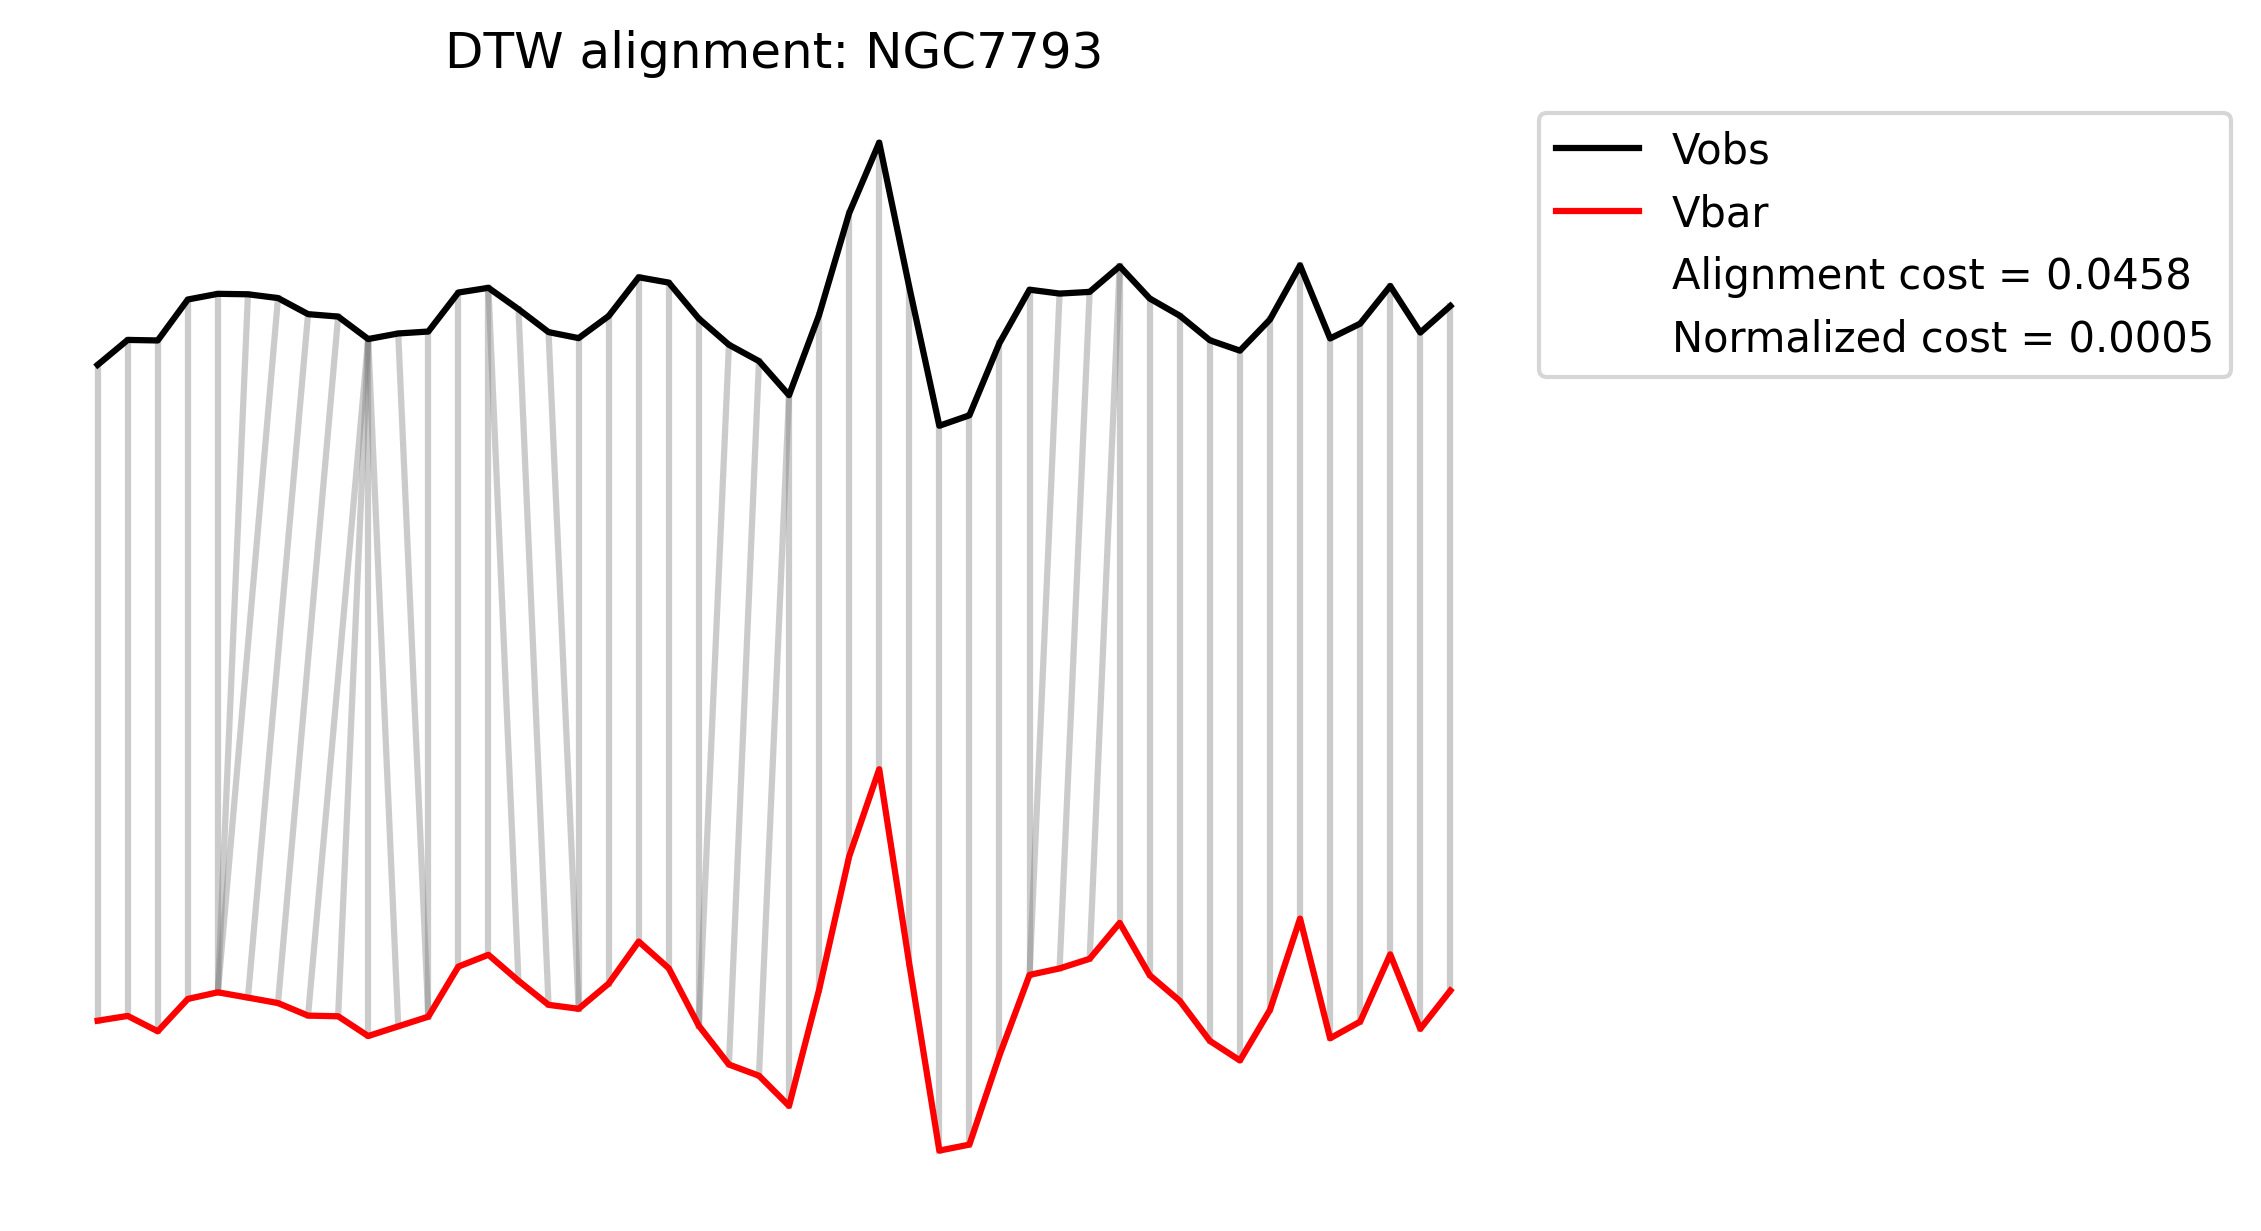 DTW alignment: NGC7793
Vobs
Vbar
Alignment cost = 0.0458
Normalized cost = 0.0005